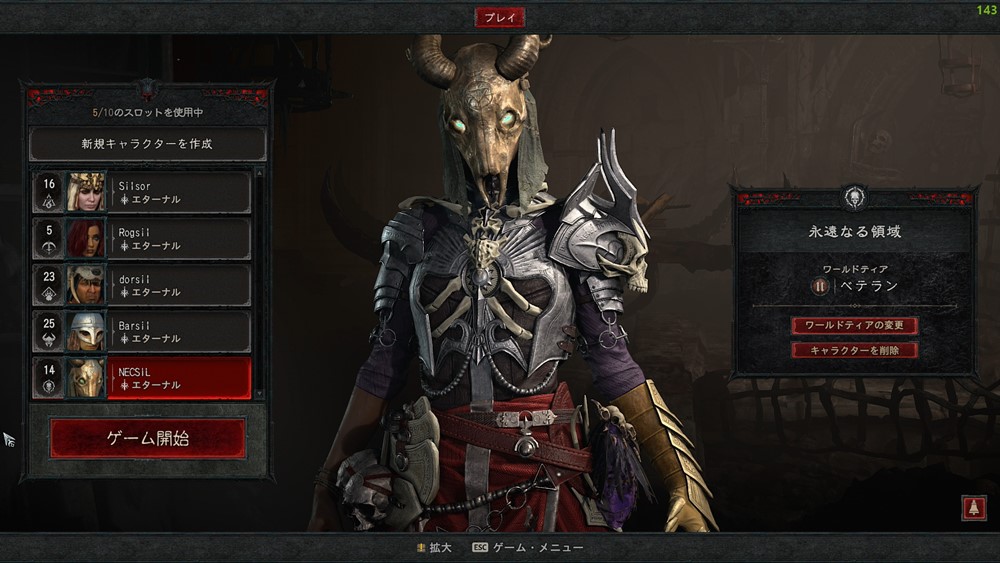 プレイ
143
5/10のスロットを使用中
新規キャラクターを作成
16
Silsor
エターナル
5
Rogsil
エターナル
23
dorsil
エターナル
25
Barsil
エターナル
14
NECSiL
エターナル
ゲーム開始
永遠なる領域
ワールドティア
II ベテラン
ワールドティアの変更
キャラクターを削除
拡大
ESC ゲーム・メニュー